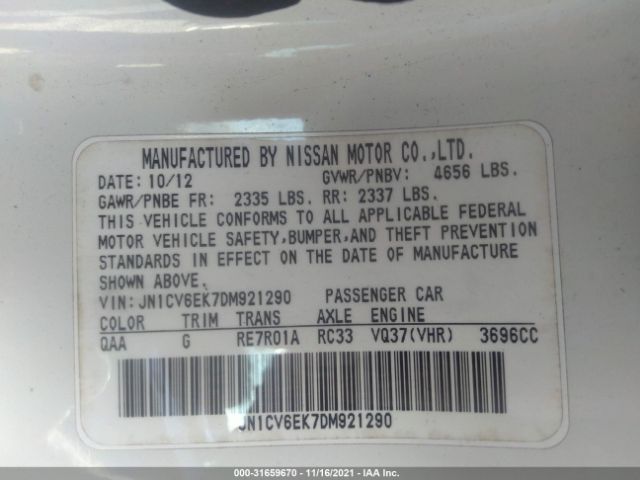 MANUFACTURED BY NISSAN MOTOR CO.,LTD.
DATE: 10/12 GVWR/PNBV: 4656 LBS.
GAWR/PNBE FR: 2335 LBS. RR: 2337 LBS.
THIS VEHICLE CONFORMS TO ALL APPLICABLE FEDERAL
MOTOR VEHICLE SAFETY,BUMPER,AND THEFT PREVENTION
STANDARDS IN EFFECT ON THE DATE OF MANUFACTURE
SHOWN ABOVE.
VIN: JN1CV6EK7DM921290 PASSENGER CAR
COLOR TRIM TRANS AXLE ENGINE
QAA G RE7R01A RC33 VQ37(VHR) 3696CC
JN1CV6EK7DM921290
000-31659670 - 11/16/2021 - IAA Inc.